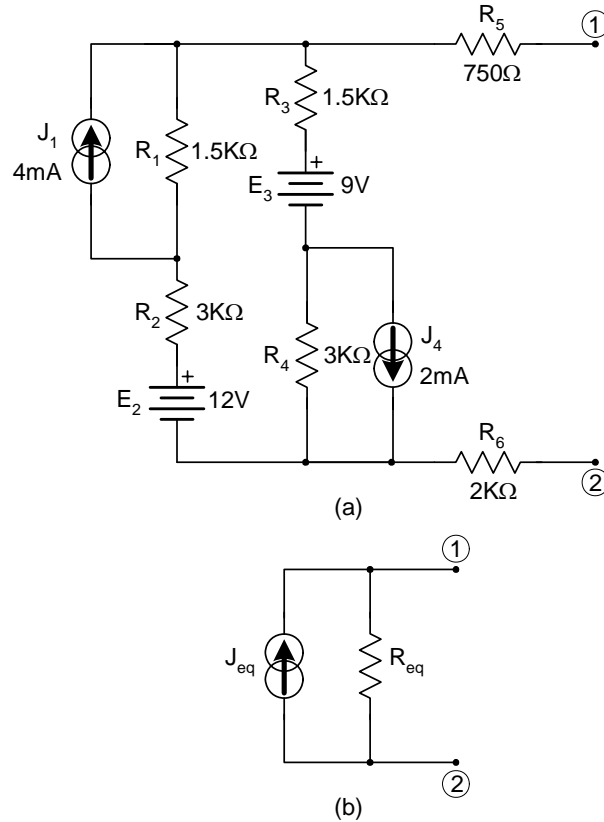 R5
1
750Ω
R3
1.5KΩ
J1
4mA
R1
1.5KΩ
+
E3
9V
R2
3KΩ
R4
3KΩ
J4
2mA
+
E2
12V
R6
2KΩ
2
(a)
1
Jeq
Req
2
(b)